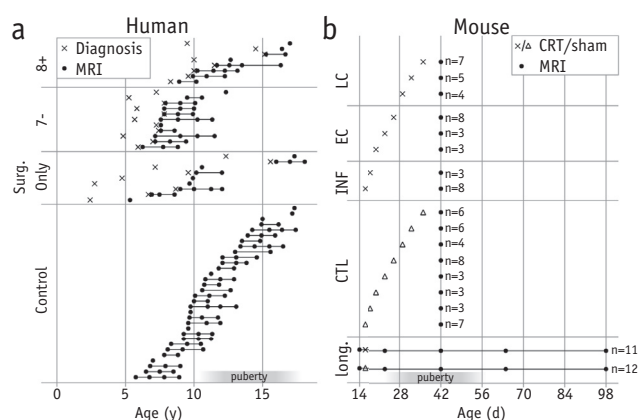 a
Human
× Diagnosis
• MRI
8+
7-
Surg. Only
Control
puberty
0 5 10 15 20
Age (y)
b
Mouse
×/△ CRT/sham
• MRI
LC
n=7
n=5
n=4
EC
n=8
n=3
n=3
INF
n=3
n=8
CTL
n=6
n=6
n=4
n=8
n=3
n=3
n=3
n=7
Long.
n=11
n=12
puberty
14 28 42 56 70 84 98
Age (d)